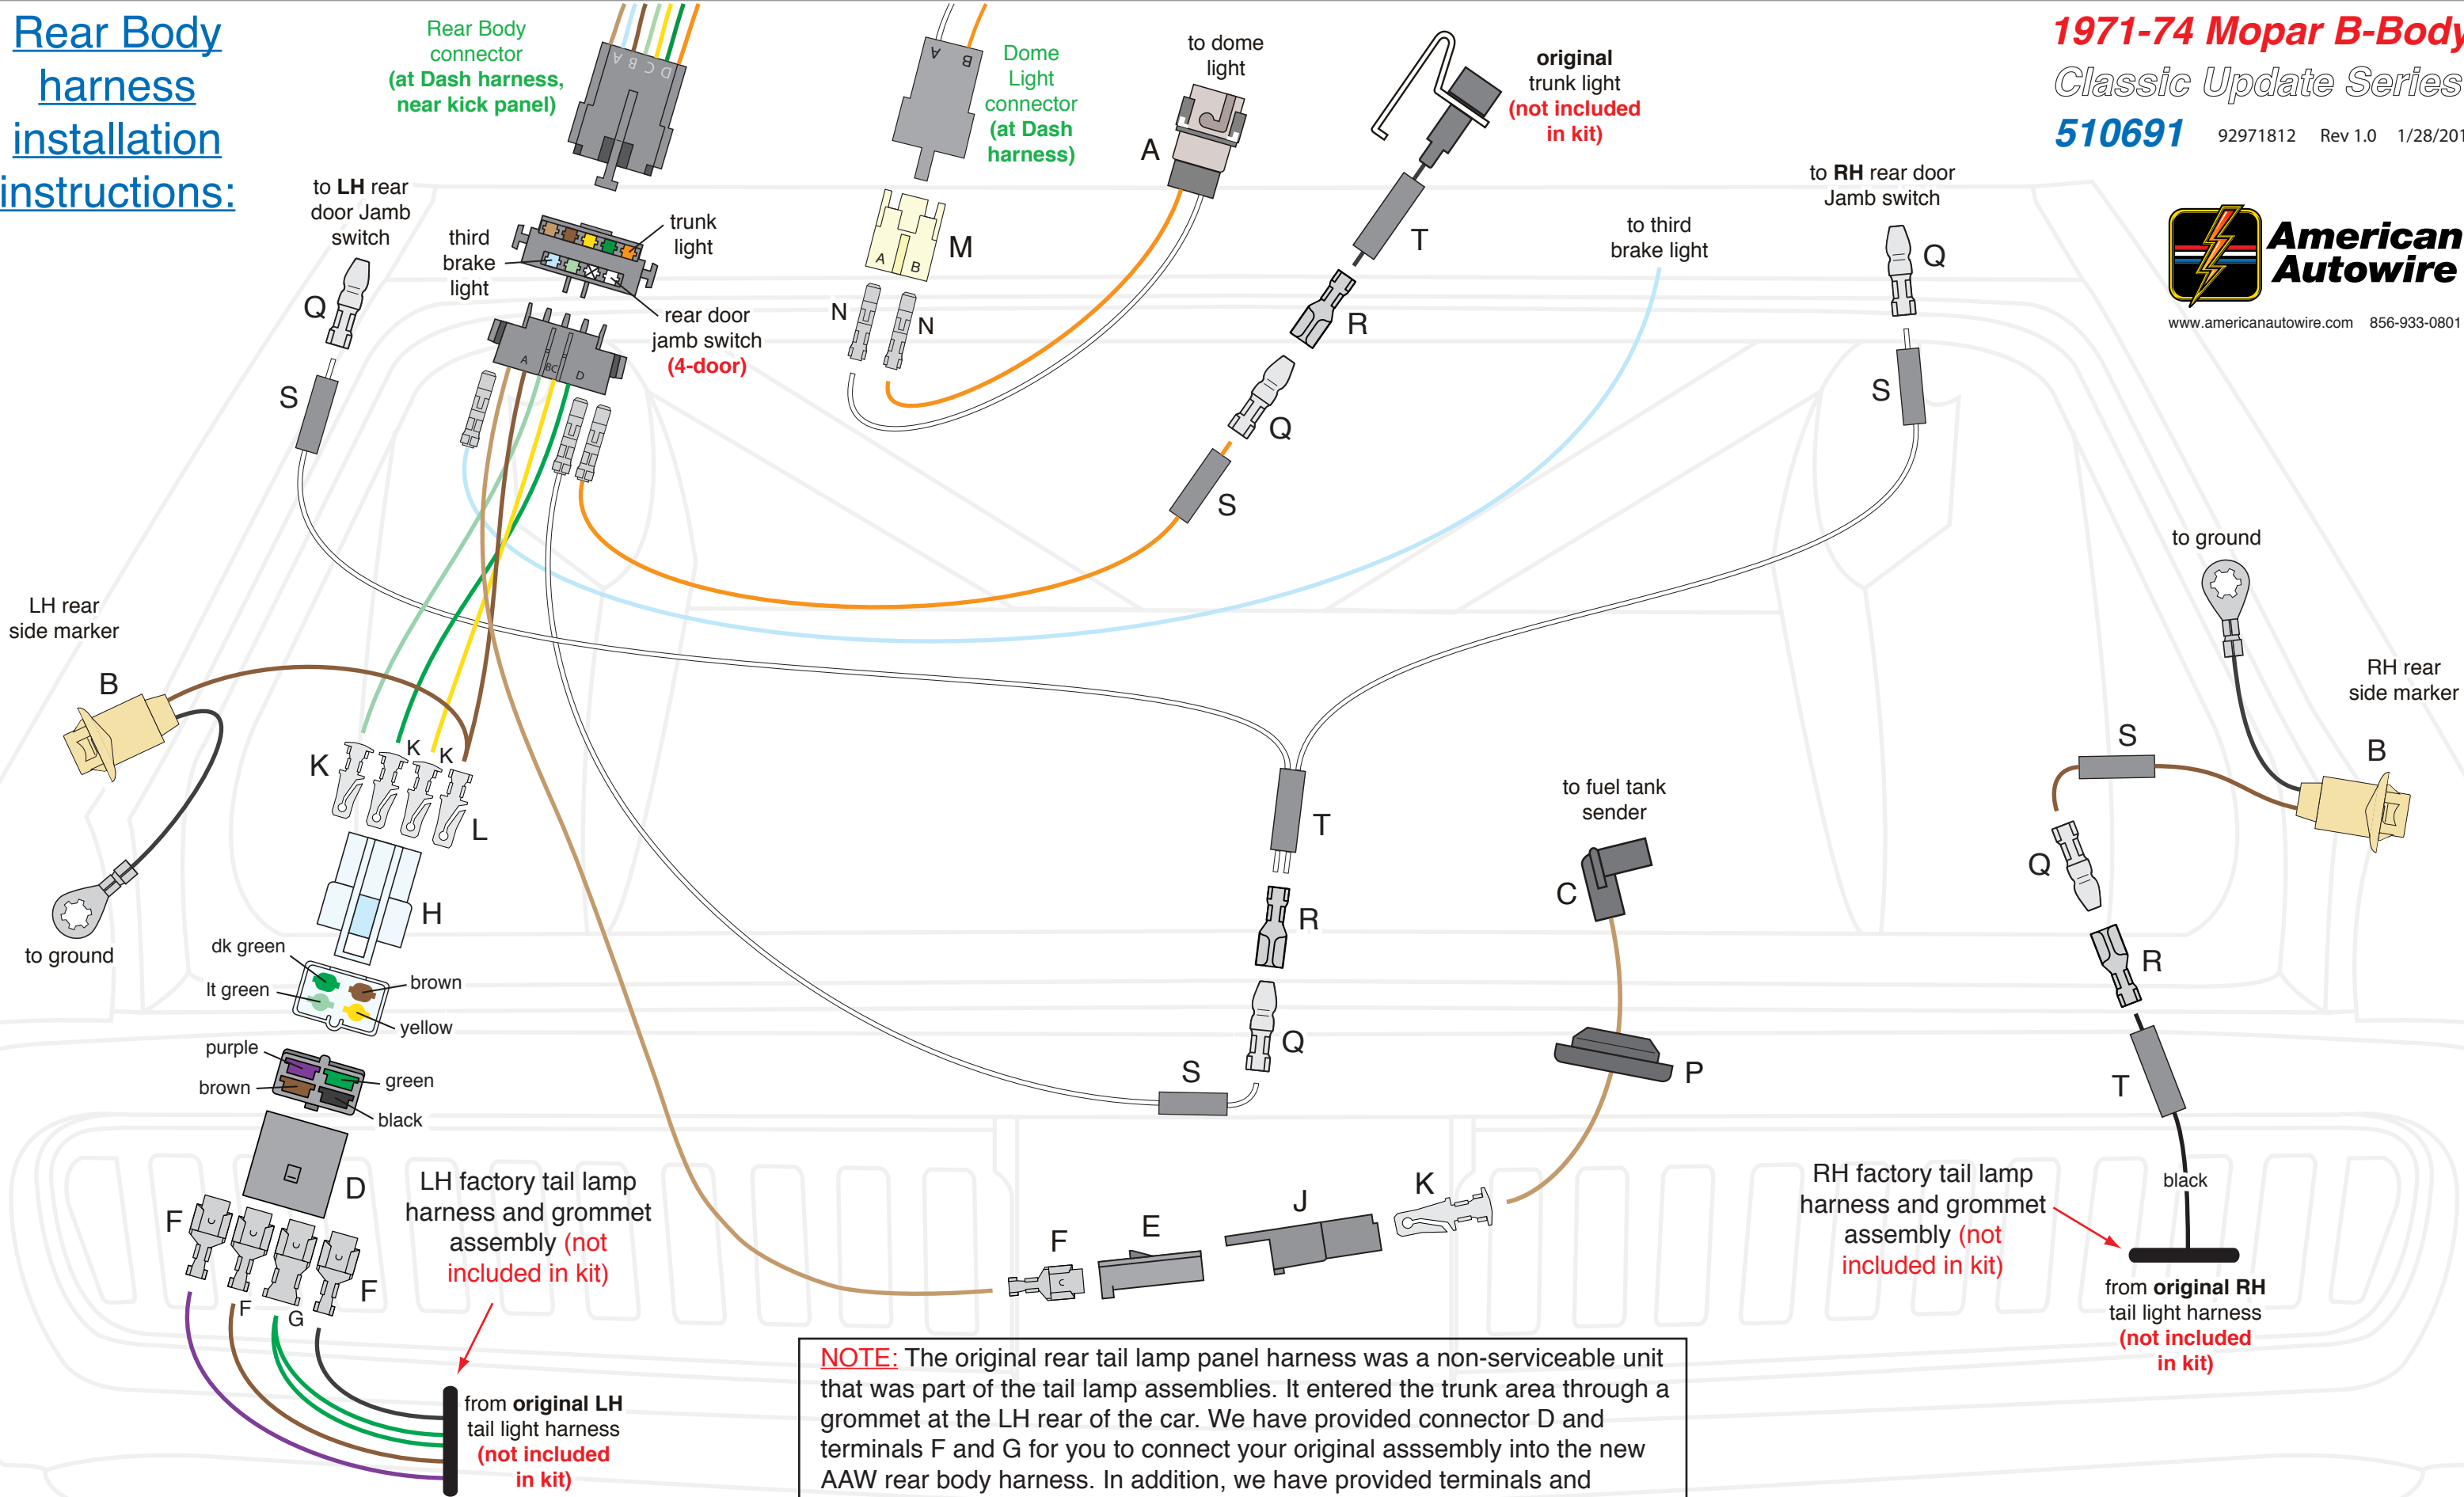 Rear Body
harness
installation
instructions:
Rear Body
connector
(at Dash harness,
near kick panel)
A B C D
A B
Dome
Light
connector
(at Dash
harness)
to dome
light
A
original
trunk light
(not included
in kit)
1971-74 Mopar B-Body
Classic Update Series
510691 92971812 Rev 1.0 1/28/201
American
Autowire
www.americanautowire.com 856-933-0801
to LH rear
door Jamb
switch
Q
S
third
brake
light
trunk
light
rear door
jamb switch
(4-door)
A BC D
M
A B
N
N
T
R
Q
S
to third
brake light
to RH rear door
Jamb switch
Q
S
to ground
LH rear
side marker
B
to ground
RH rear
side marker
B
S
Q
R
T
black
K
K
K
L
H
dk green
lt green
brown
yellow
purple
brown
green
black
D
F
F
G
F
LH factory tail lamp
harness and grommet
assembly (not
included in kit)
from original LH
tail light harness
(not included
in kit)
T
R
Q
S
to fuel tank
sender
C
P
K
J
E
F
RH factory tail lamp
harness and grommet
assembly (not
included in kit)
from original RH
tail light harness
(not included
in kit)
NOTE: The original rear tail lamp panel harness was a non-serviceable unit
that was part of the tail lamp assemblies. It entered the trunk area through a
grommet at the LH rear of the car. We have provided connector D and
terminals F and G for you to connect your original asssembly into the new
AAW rear body harness. In addition, we have provided terminals and